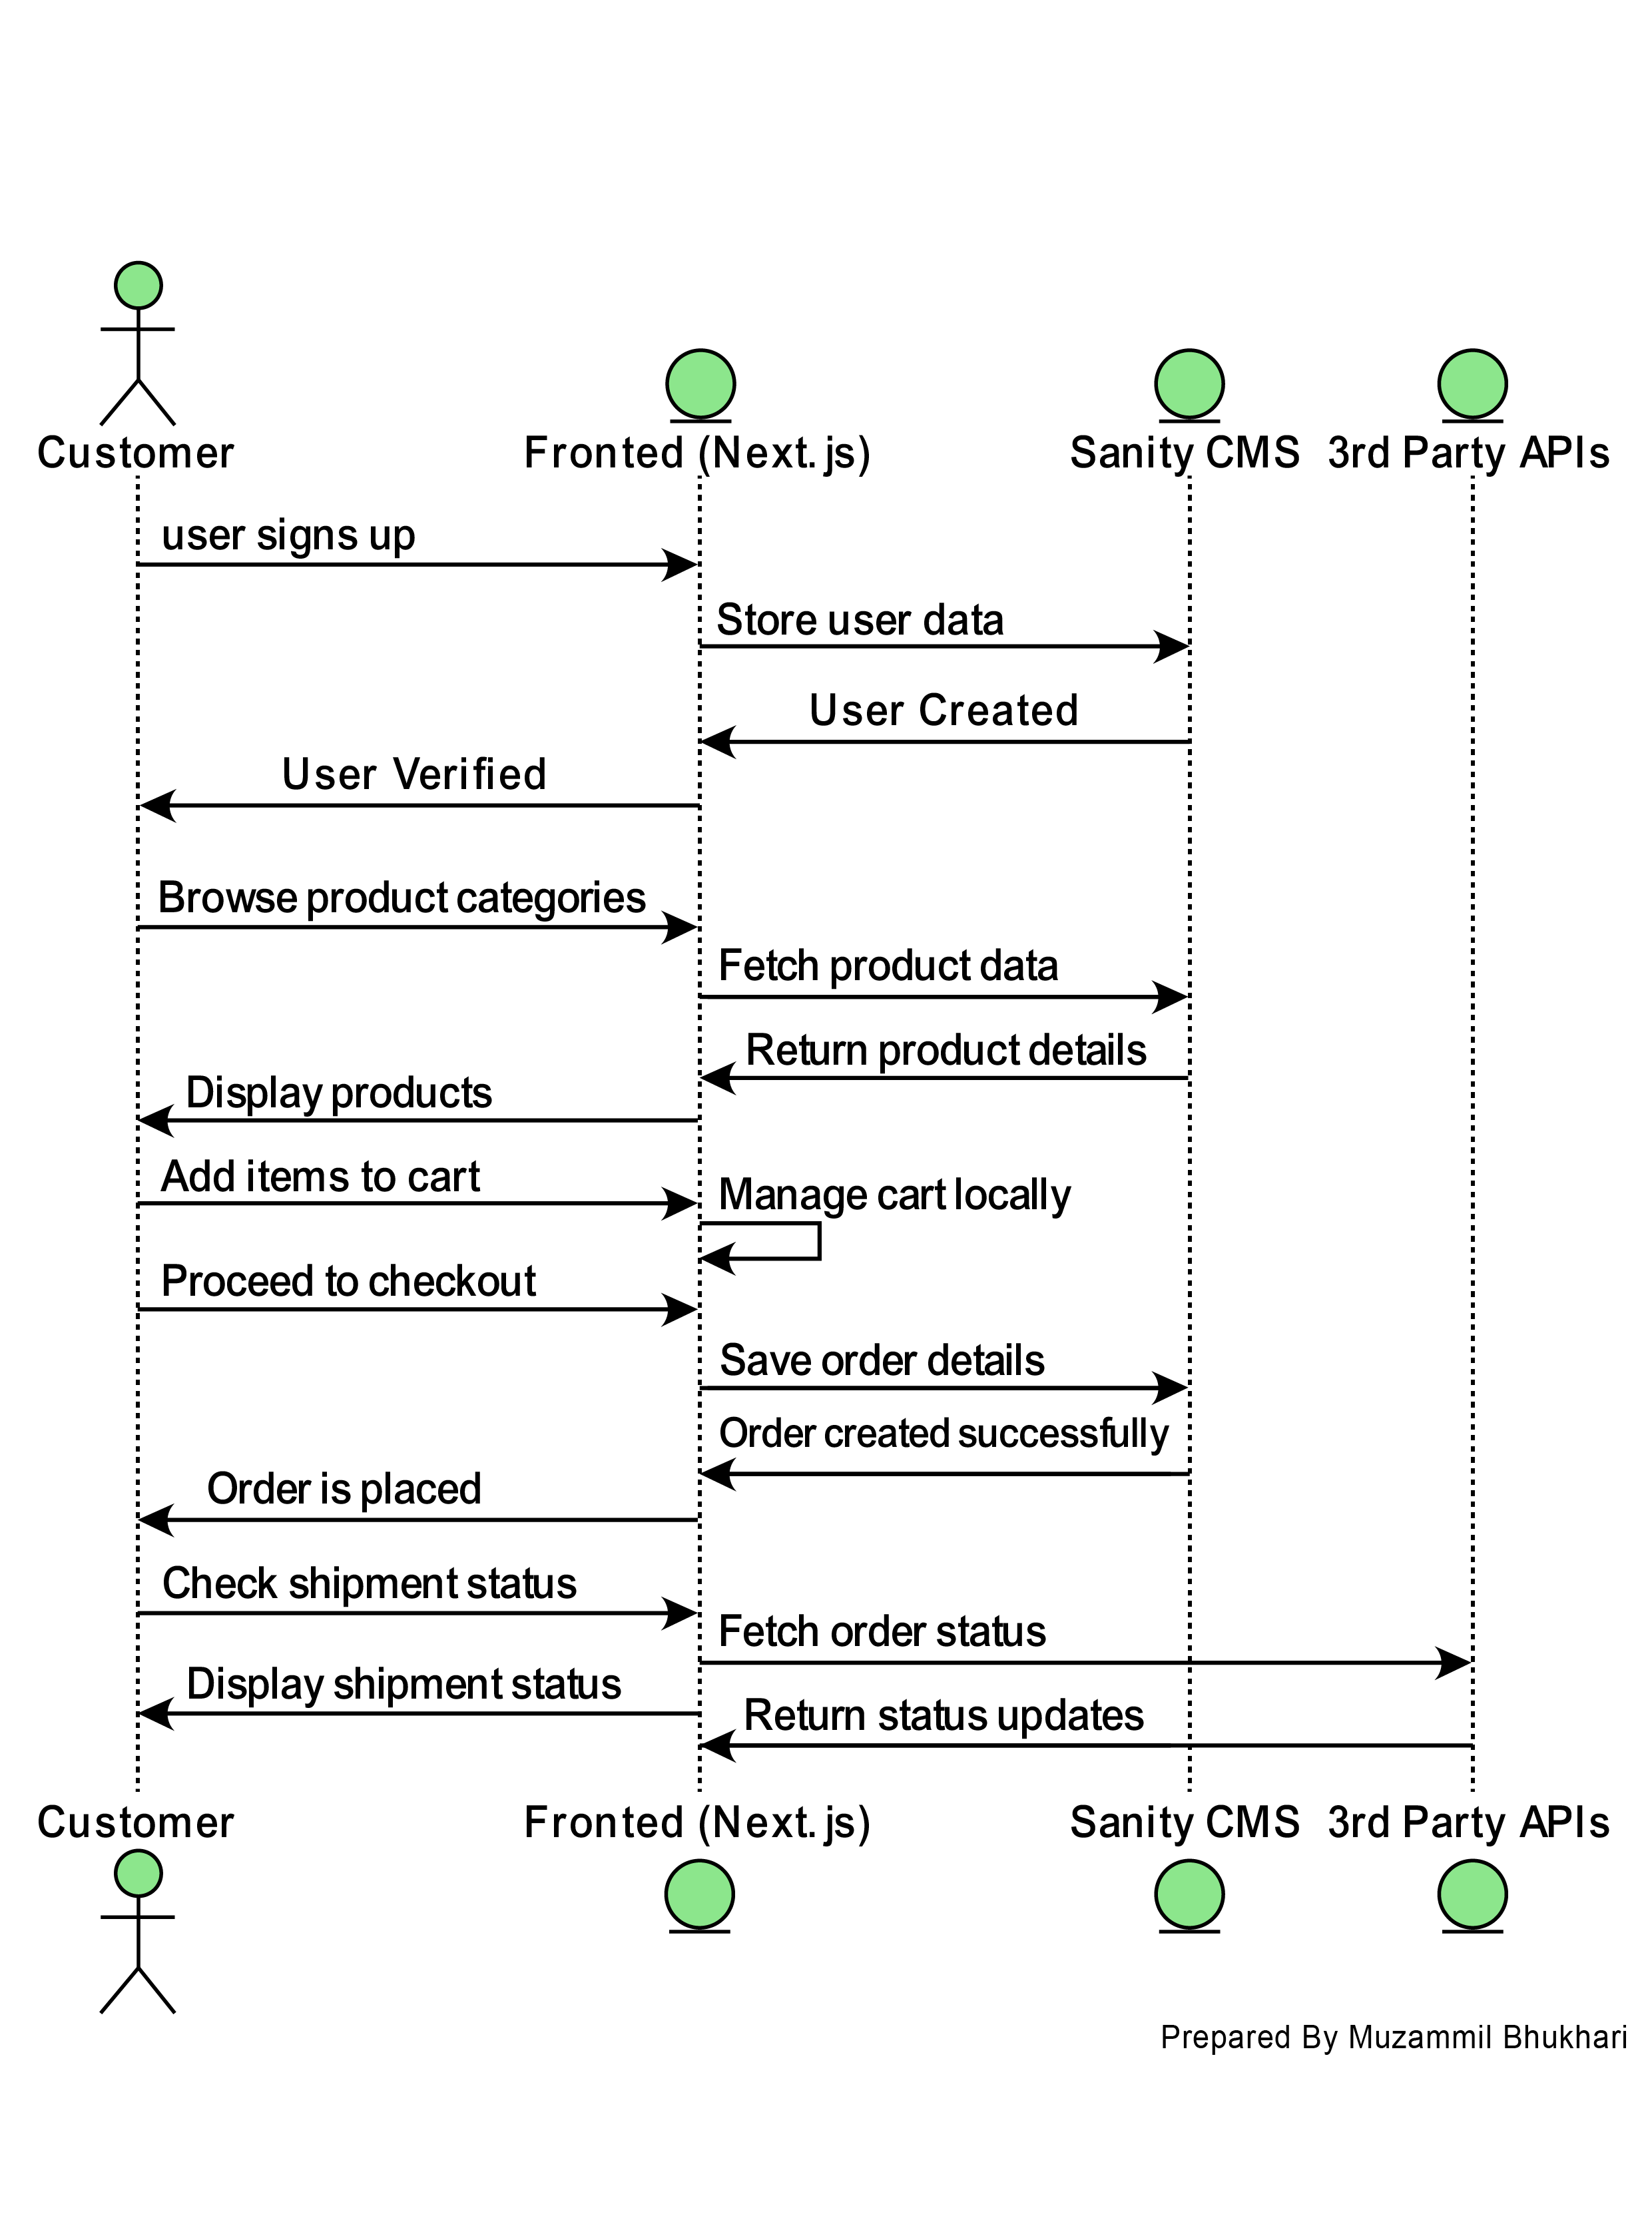 Customer
Fronted (Next.js)
Sanity CMS
3rd Party APIs
user signs up
Store user data
User Created
User Verified
Browse product categories
Fetch product data
Return product details
Display products
Add items to cart
Manage cart locally
Proceed to checkout
Save order details
Order created successfully
Order is placed
Check shipment status
Fetch order status
Display shipment status
Return status updates
Customer
Fronted (Next.js)
Sanity CMS
3rd Party APIs
Prepared By Muzammil Bhukhari